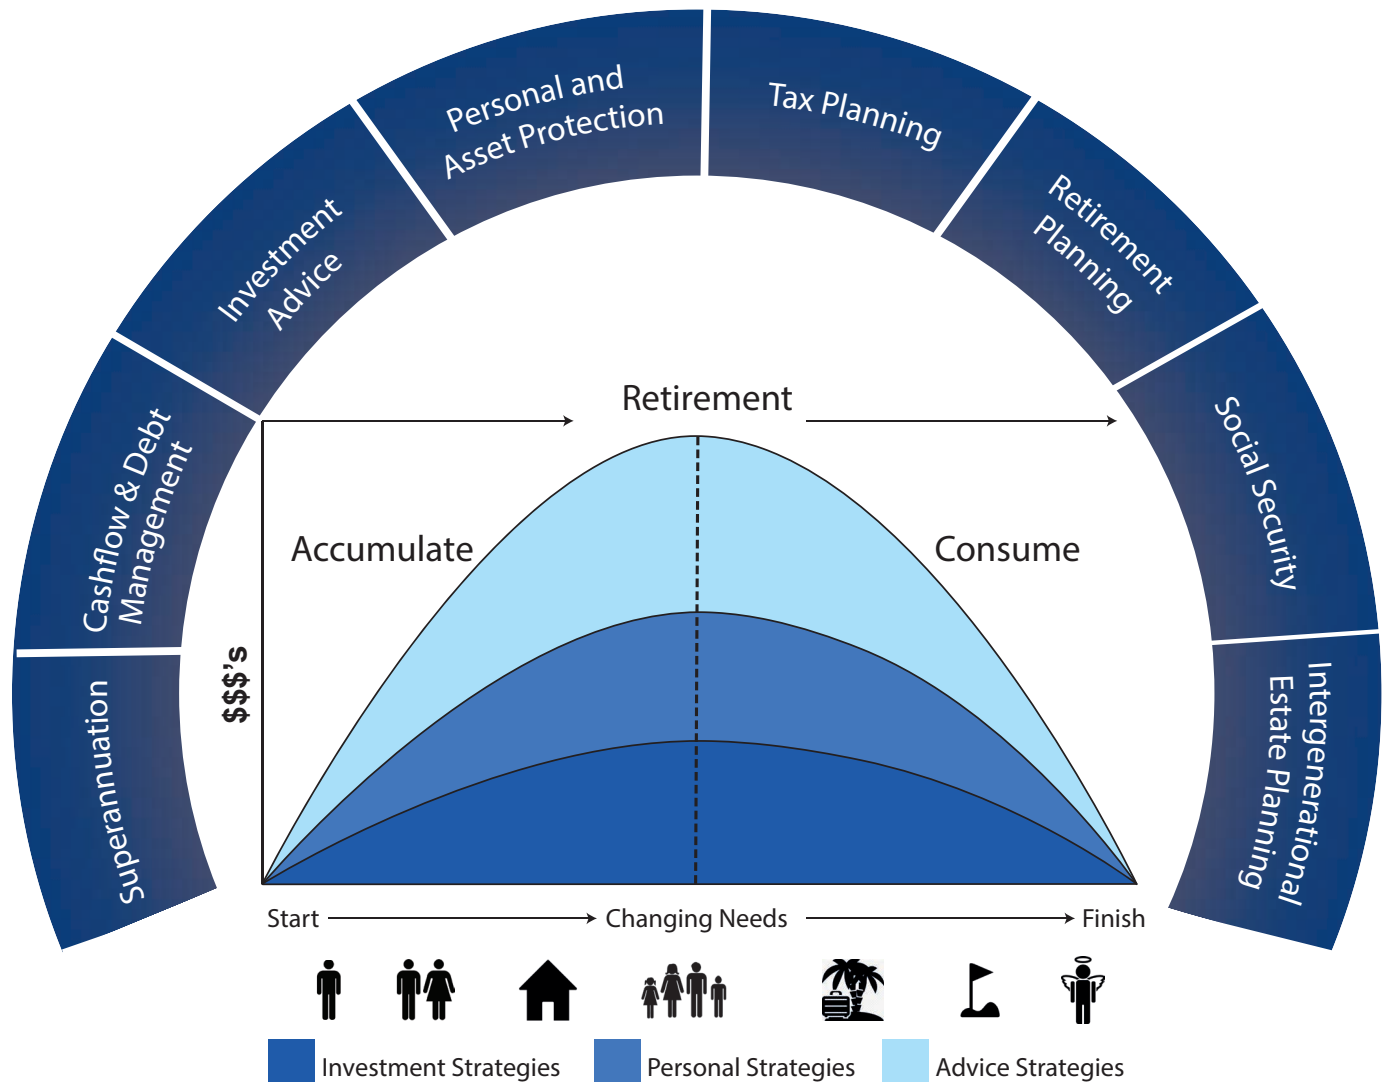 Superannuation
Cashflow & Debt
Management
Investment
Advice
Personal and
Asset Protection
Tax Planning
Retirement
Planning
Social Security
Intergenerational
Estate Planning
Retirement
Accumulate
Consume
$$$'s
Start
Changing Needs
Finish
Investment Strategies
Personal Strategies
Advice Strategies